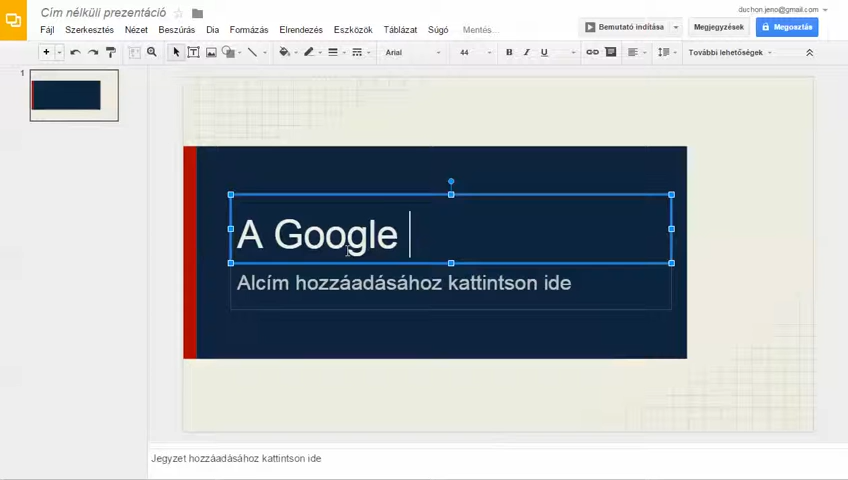 Cím nélküli prezentáció
duchon.jeno@gmail.com
Fájl Szerkesztés Nézet Beszúrás Dia Formázás Elrendezés Eszközök Táblázat Súgó Mentés...
Bemutató indítása Megjegyzések Megosztás
Arial 44 B I U További lehetőségek
1
A Google
Alcím hozzáadásához kattintson ide
Jegyzet hozzáadásához kattintson ide